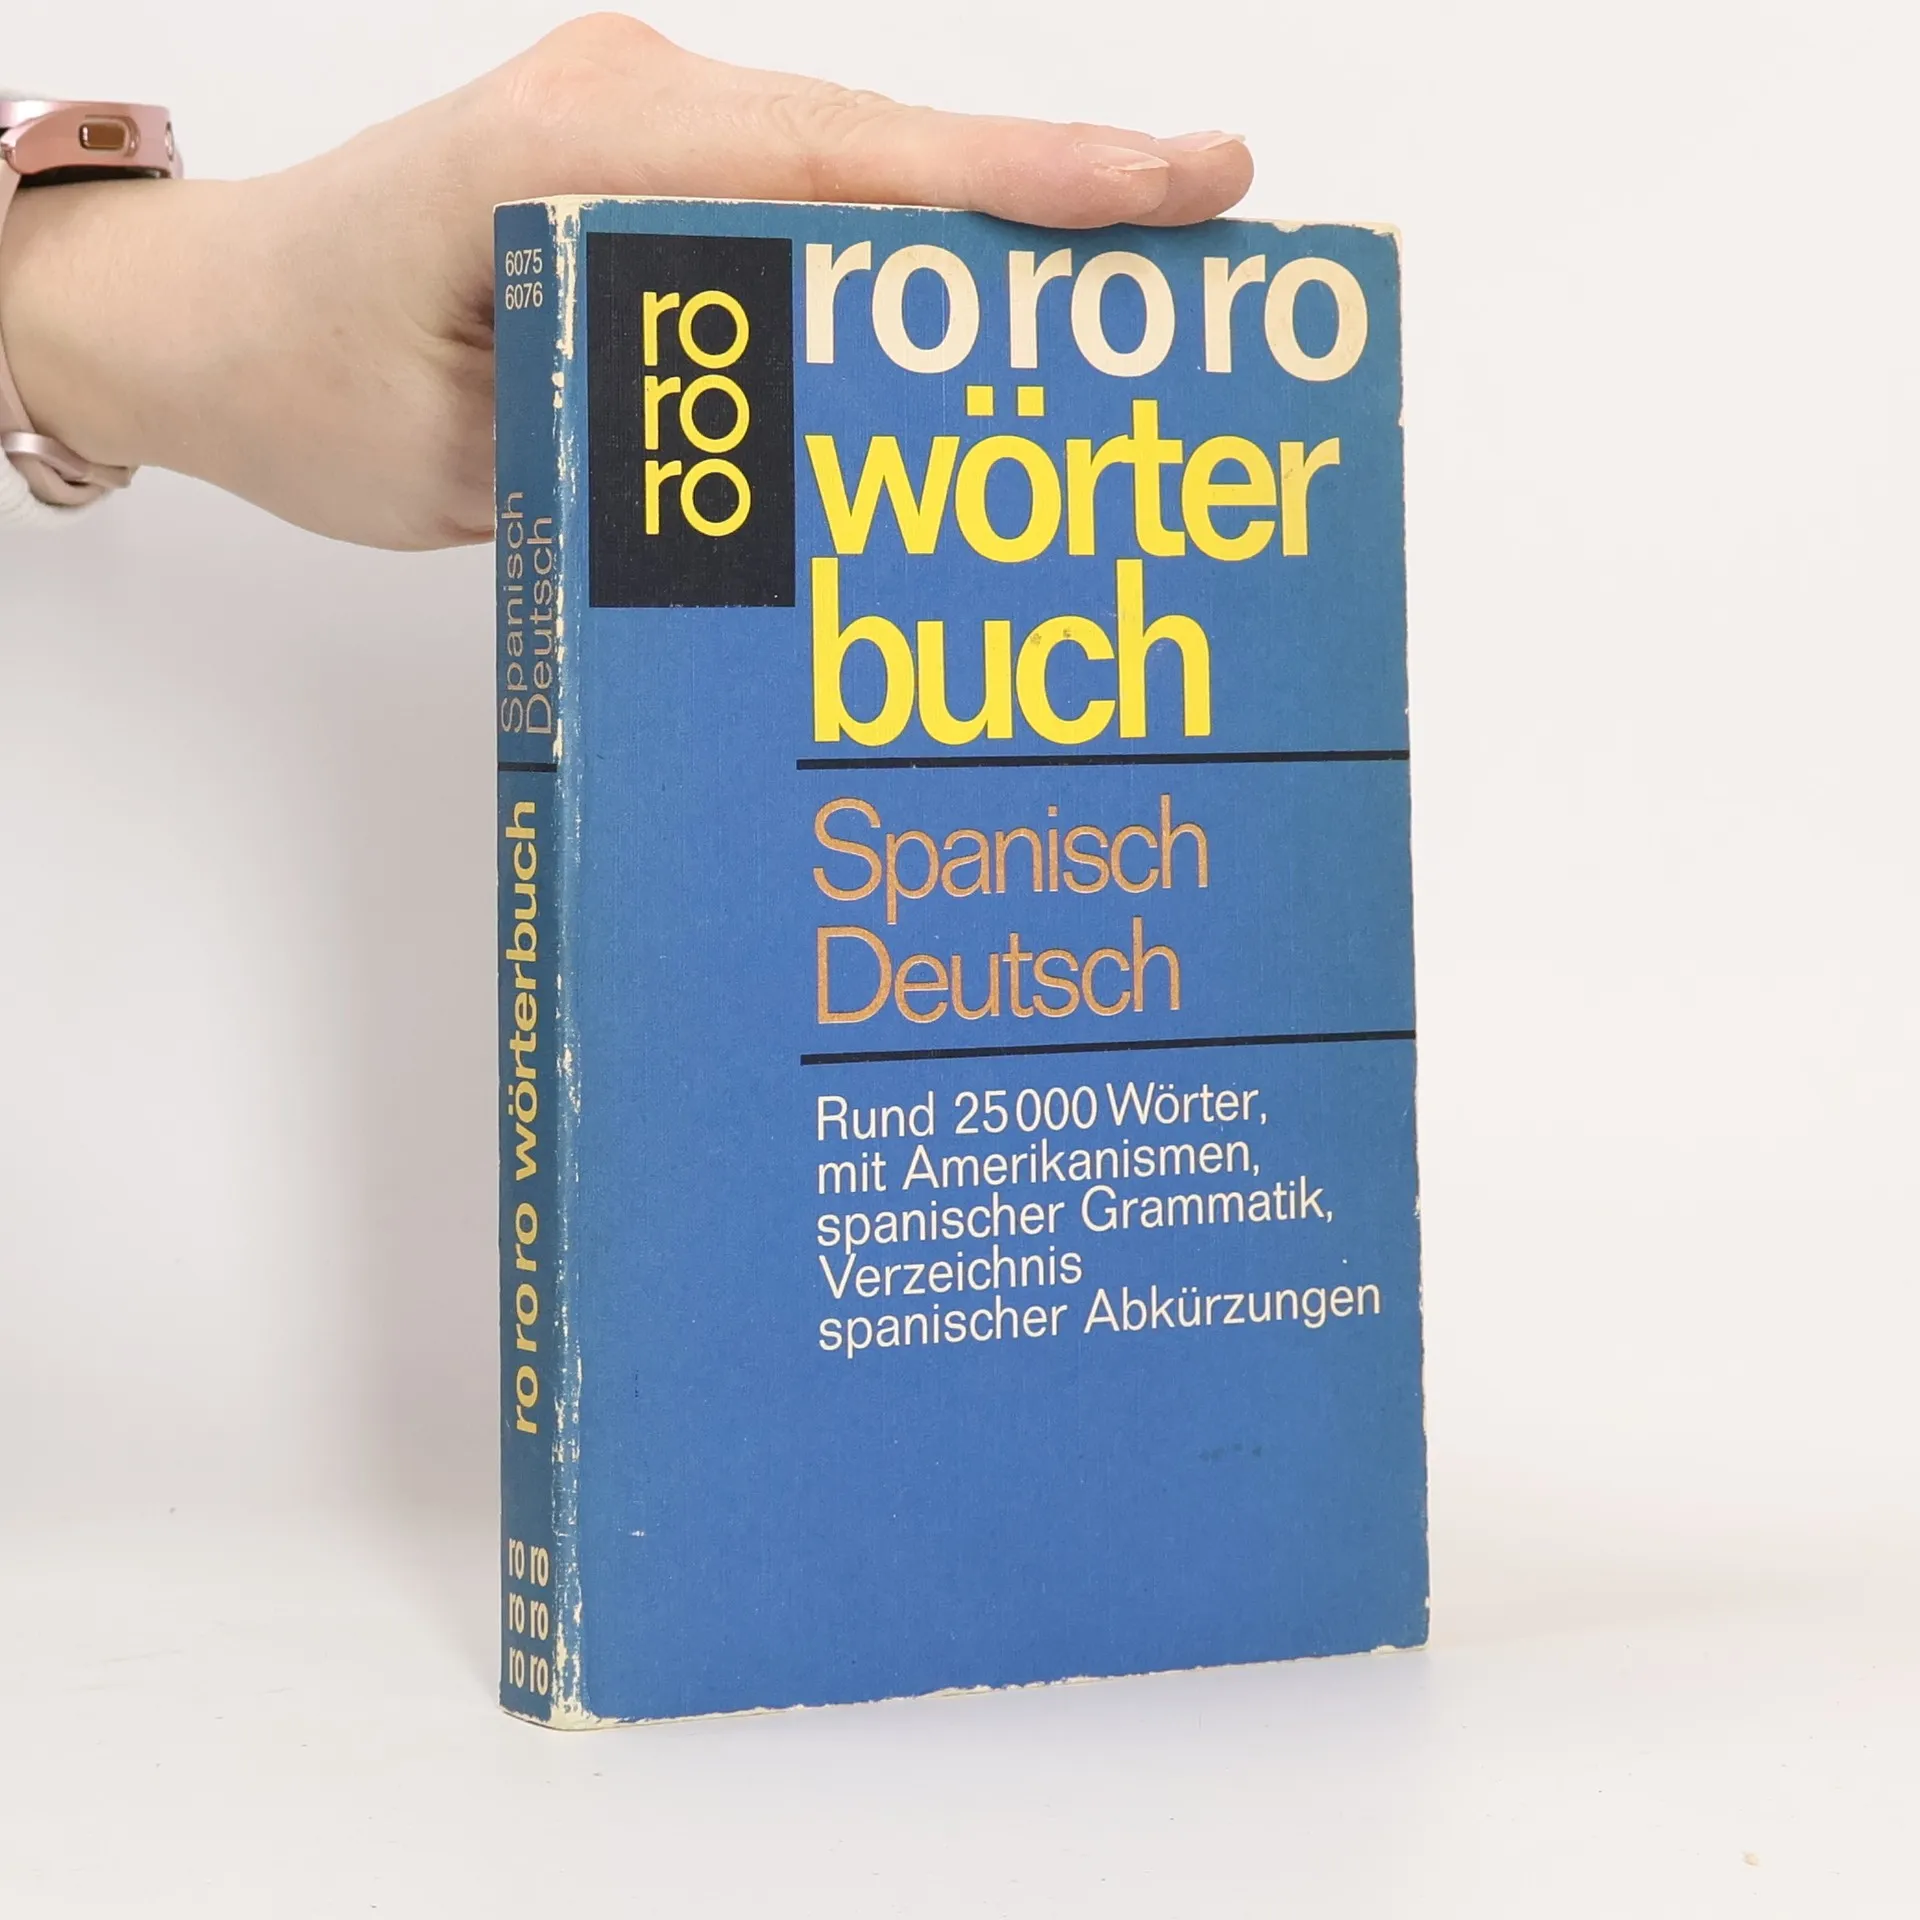 6075
6076
Spanisch
Deutsch
ro ro ro wörterbuch
ro ro
ro ro
ro ro
ro
ro
ro
ro ro ro
wörter
buch
Spanisch
Deutsch
Rund 25 000 Wörter,
mit Amerikanismen,
spanischer Grammatik,
Verzeichnis
spanischer Abkürzungen